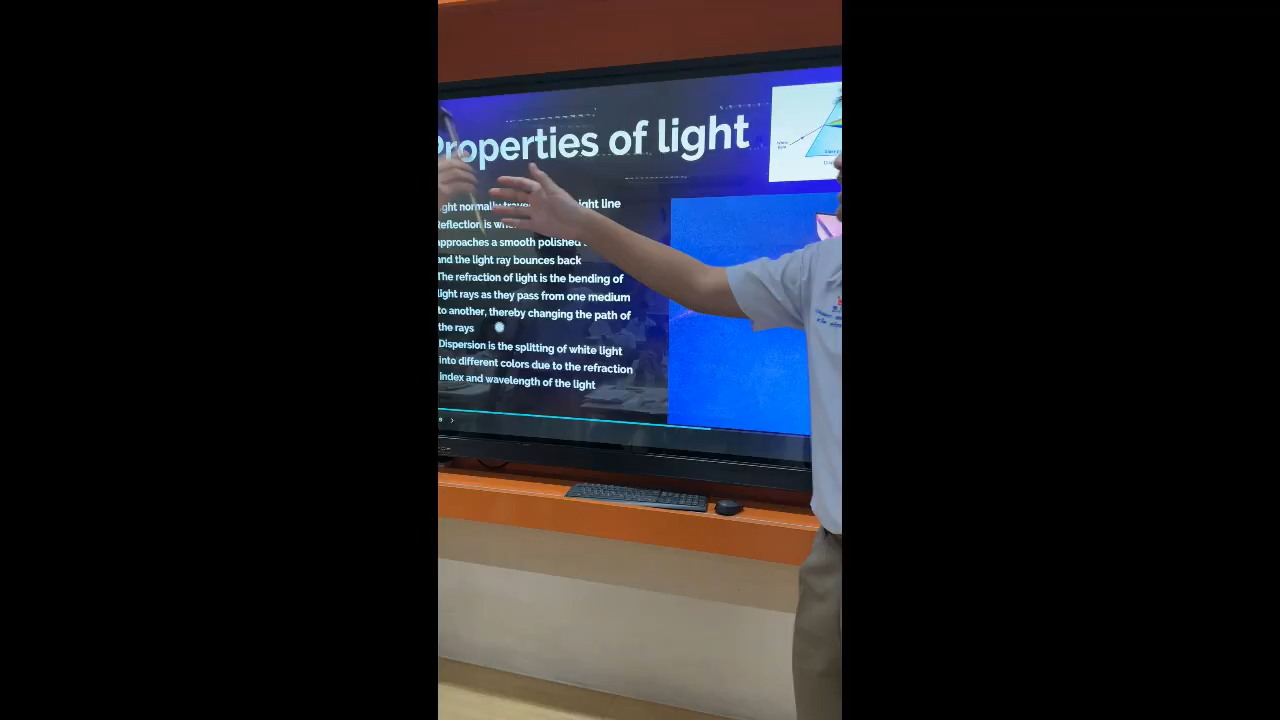 Properties of light
ght normally ight line
Reflection is
approaches a smooth polished
and the light ray bounces back
The refraction of light is the bending of
light rays as they pass from one medium
to another, thereby changing the path of
the rays
Dispersion is the splitting of white light
into different colors due to the refraction
index and wavelength of the light